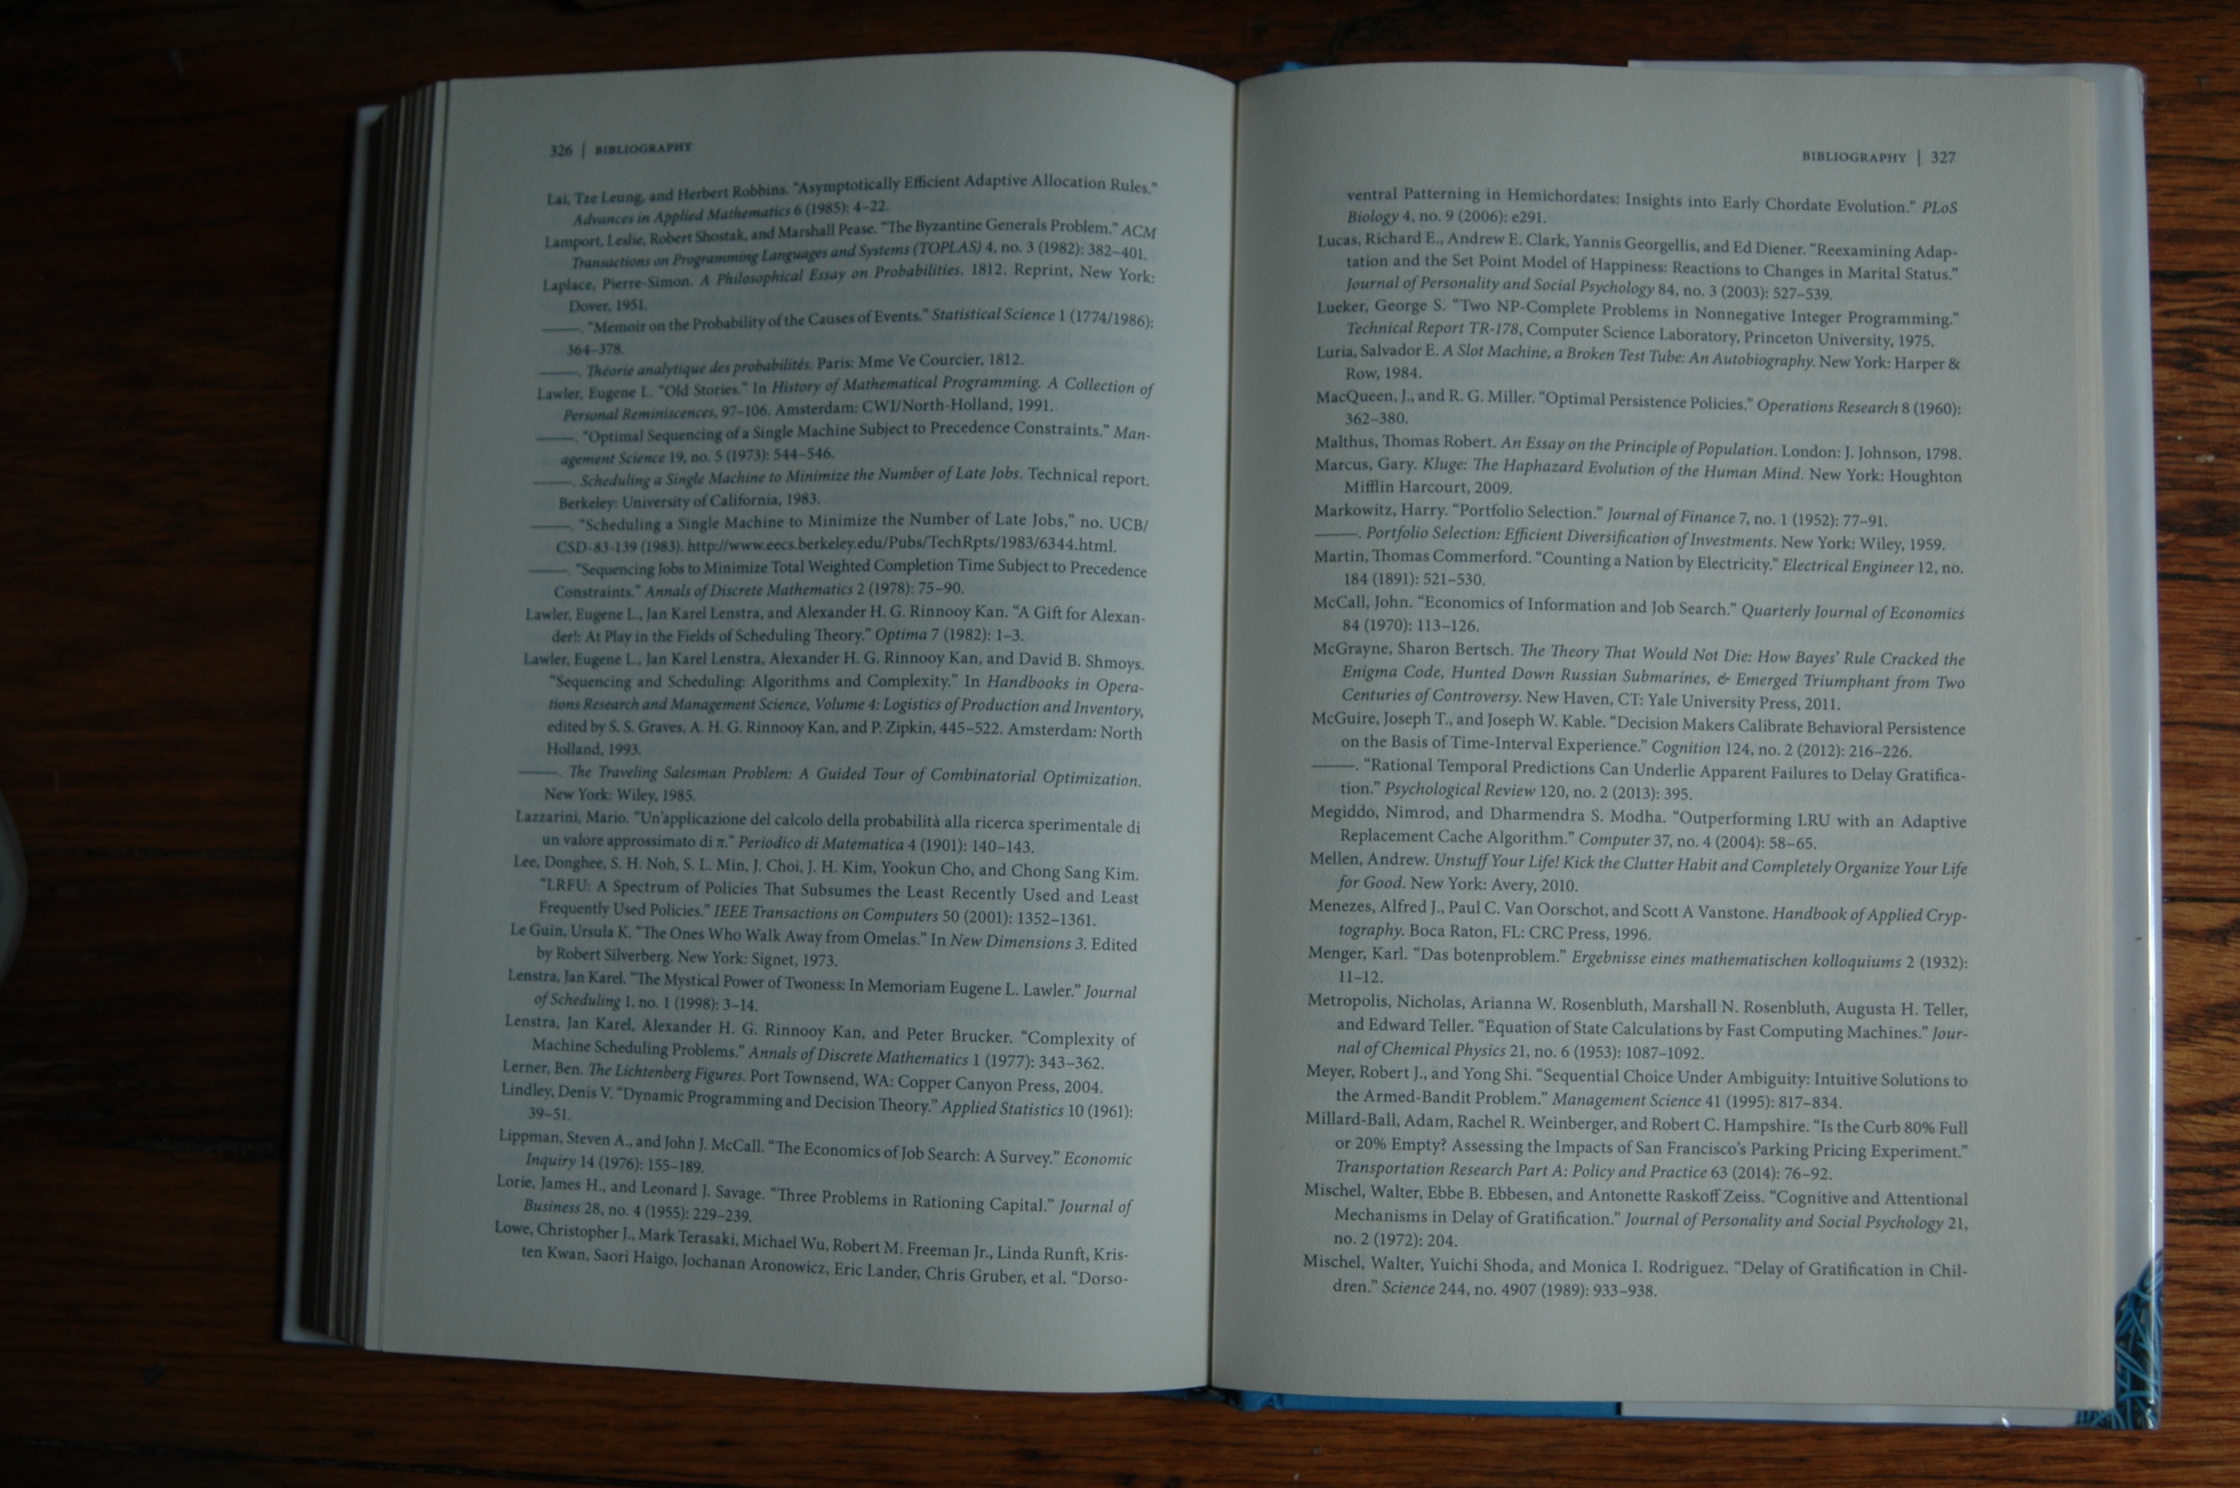 326 | BIBLIOGRAPHY
Lai, Tze Leung, and Herbert Robbins. “Asymptotically Efficient Adaptive Allocation Rules.”
Advances in Applied Mathematics 6 (1985): 4–22.
Lamport, Leslie, Robert Shostak, and Marshall Pease. “The Byzantine Generals Problem.” ACM
Transactions on Programming Languages and Systems (TOPLAS) 4, no. 3 (1982): 382–401.
Laplace, Pierre-Simon. A Philosophical Essay on Probabilities. 1812. Reprint, New York:
Dover, 1951.
———. “Memoir on the Probability of the Causes of Events.” Statistical Science 1 (1774/1986):
364–378.
———. Théorie analytique des probabilités. Paris: Mme Ve Courcier, 1812.
Lawler, Eugene L. “Old Stories.” In History of Mathematical Programming. A Collection of
Personal Reminiscences, 97–106. Amsterdam: CWI/North-Holland, 1991.
———. “Optimal Sequencing of a Single Machine Subject to Precedence Constraints.” Man-
agement Science 19, no. 5 (1973): 544–546.
———. Scheduling a Single Machine to Minimize the Number of Late Jobs. Technical report.
Berkeley: University of California, 1983.
———. “Scheduling a Single Machine to Minimize the Number of Late Jobs,” no. UCB/
CSD-83-139 (1983). http://www.eecs.berkeley.edu/Pubs/TechRpts/1983/6344.html.
———. “Sequencing Jobs to Minimize Total Weighted Completion Time Subject to Precedence
Constraints.” Annals of Discrete Mathematics 2 (1978): 75–90.
Lawler, Eugene L., Jan Karel Lenstra, and Alexander H. G. Rinnooy Kan. “A Gift for Alexan-
der!: At Play in the Fields of Scheduling Theory.” Optima 7 (1982): 1–3.
Lawler, Eugene L., Jan Karel Lenstra, Alexander H. G. Rinnooy Kan, and David B. Shmoys.
“Sequencing and Scheduling: Algorithms and Complexity.” In Handbooks in Opera-
tions Research and Management Science, Volume 4: Logistics of Production and Inventory,
edited by S. S. Graves, A. H. G. Rinnooy Kan, and P. Zipkin, 445–522. Amsterdam: North
Holland, 1993.
———. The Traveling Salesman Problem: A Guided Tour of Combinatorial Optimization.
New York: Wiley, 1985.
Lazzarini, Mario. “Un’applicazione del calcolo della probabilità alla ricerca sperimentale di
un valore approssimato di π.” Periodico di Matematica 4 (1901): 140–143.
Lee, Donghee, S. H. Noh, S. L. Min, J. Choi, J. H. Kim, Yookun Cho, and Chong Sang Kim.
“LRFU: A Spectrum of Policies That Subsumes the Least Recently Used and Least
Frequently Used Policies.” IEEE Transactions on Computers 50 (2001): 1352–1361.
Le Guin, Ursula K. “The Ones Who Walk Away from Omelas.” In New Dimensions 3. Edited
by Robert Silverberg. New York: Signet, 1973.
Lenstra, Jan Karel. “The Mystical Power of Twoness: In Memoriam Eugene L. Lawler.” Journal
of Scheduling 1, no. 1 (1998): 3–14.
Lenstra, Jan Karel, Alexander H. G. Rinnooy Kan, and Peter Brucker. “Complexity of
Machine Scheduling Problems.” Annals of Discrete Mathematics 1 (1977): 343–362.
Lerner, Ben. The Lichtenberg Figures. Port Townsend, WA: Copper Canyon Press, 2004.
Lindley, Denis V. “Dynamic Programming and Decision Theory.” Applied Statistics 10 (1961):
39–51.
Lippman, Steven A., and John J. McCall. “The Economics of Job Search: A Survey.” Economic
Inquiry 14 (1976): 155–189.
Lorie, James H., and Leonard J. Savage. “Three Problems in Rationing Capital.” Journal of
Business 28, no. 4 (1955): 229–239.
Lowe, Christopher J., Mark Terasaki, Michael Wu, Robert M. Freeman Jr., Linda Runft, Kris-
ten Kwan, Saori Haigo, Jochanan Aronowicz, Eric Lander, Chris Gruber, et al. “Dorso-
BIBLIOGRAPHY | 327
ventral Patterning in Hemichordates: Insights into Early Chordate Evolution.” PLoS
Biology 4, no. 9 (2006): e291.
Lucas, Richard E., Andrew E. Clark, Yannis Georgellis, and Ed Diener. “Reexamining Adap-
tation and the Set Point Model of Happiness: Reactions to Changes in Marital Status.”
Journal of Personality and Social Psychology 84, no. 3 (2003): 527–539.
Lueker, George S. “Two NP-Complete Problems in Nonnegative Integer Programming.”
Technical Report TR-178, Computer Science Laboratory, Princeton University, 1975.
Luria, Salvador E. A Slot Machine, a Broken Test Tube: An Autobiography. New York: Harper &
Row, 1984.
MacQueen, J., and R. G. Miller. “Optimal Persistence Policies.” Operations Research 8 (1960):
362–380.
Malthus, Thomas Robert. An Essay on the Principle of Population. London: J. Johnson, 1798.
Marcus, Gary. Kluge: The Haphazard Evolution of the Human Mind. New York: Houghton
Mifflin Harcourt, 2009.
Markowitz, Harry. “Portfolio Selection.” Journal of Finance 7, no. 1 (1952): 77–91.
———. Portfolio Selection: Efficient Diversification of Investments. New York: Wiley, 1959.
Martin, Thomas Commerford. “Counting a Nation by Electricity.” Electrical Engineer 12, no.
184 (1891): 521–530.
McCall, John. “Economics of Information and Job Search.” Quarterly Journal of Economics
84 (1970): 113–126.
McGrayne, Sharon Bertsch. The Theory That Would Not Die: How Bayes’ Rule Cracked the
Enigma Code, Hunted Down Russian Submarines, & Emerged Triumphant from Two
Centuries of Controversy. New Haven, CT: Yale University Press, 2011.
McGuire, Joseph T., and Joseph W. Kable. “Decision Makers Calibrate Behavioral Persistence
on the Basis of Time-Interval Experience.” Cognition 124, no. 2 (2012): 216–226.
———. “Rational Temporal Predictions Can Underlie Apparent Failures to Delay Gratifica-
tion.” Psychological Review 120, no. 2 (2013): 395.
Megiddo, Nimrod, and Dharmendra S. Modha. “Outperforming LRU with an Adaptive
Replacement Cache Algorithm.” Computer 37, no. 4 (2004): 58–65.
Mellen, Andrew. Unstuff Your Life! Kick the Clutter Habit and Completely Organize Your Life
for Good. New York: Avery, 2010.
Menezes, Alfred J., Paul C. Van Oorschot, and Scott A Vanstone. Handbook of Applied Cryp-
tography. Boca Raton, FL: CRC Press, 1996.
Menger, Karl. “Das botenproblem.” Ergebnisse eines mathematischen kolloquiums 2 (1932):
11–12.
Metropolis, Nicholas, Arianna W. Rosenbluth, Marshall N. Rosenbluth, Augusta H. Teller,
and Edward Teller. “Equation of State Calculations by Fast Computing Machines.” Jour-
nal of Chemical Physics 21, no. 6 (1953): 1087–1092.
Meyer, Robert J., and Yong Shi. “Sequential Choice Under Ambiguity: Intuitive Solutions to
the Armed-Bandit Problem.” Management Science 41 (1995): 817–834.
Millard-Ball, Adam, Rachel R. Weinberger, and Robert C. Hampshire. “Is the Curb 80% Full
or 20% Empty? Assessing the Impacts of San Francisco’s Parking Pricing Experiment.”
Transportation Research Part A: Policy and Practice 63 (2014): 76–92.
Mischel, Walter, Ebbe B. Ebbesen, and Antonette Raskoff Zeiss. “Cognitive and Attentional
Mechanisms in Delay of Gratification.” Journal of Personality and Social Psychology 21,
no. 2 (1972): 204.
Mischel, Walter, Yuichi Shoda, and Monica I. Rodriguez. “Delay of Gratification in Chil-
dren.” Science 244, no. 4907 (1989): 933–938.